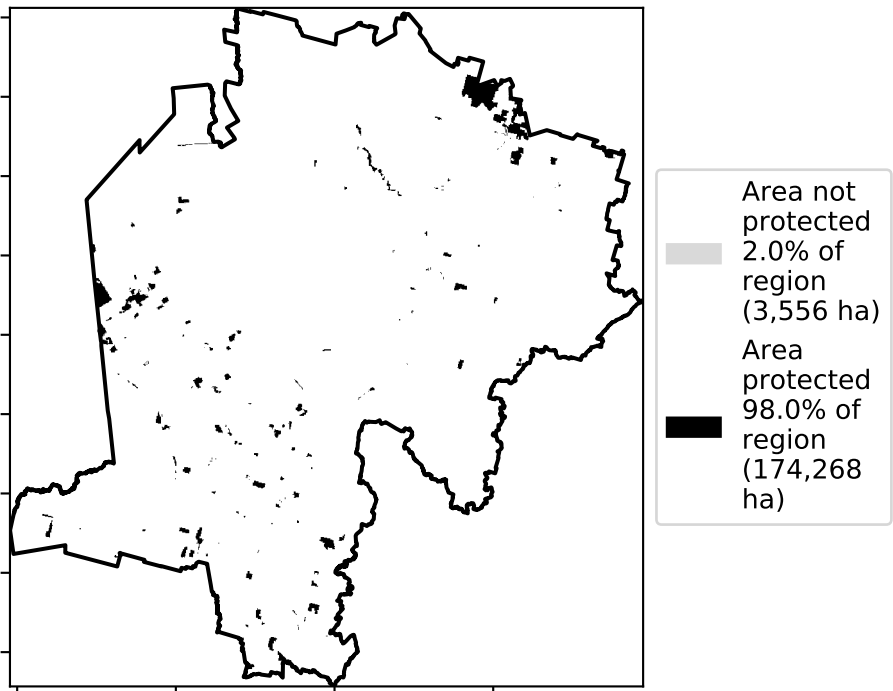 Area not
protected
2.0% of
region
(3,556 ha)
Area
protected
98.0% of
region
(174,268
ha)